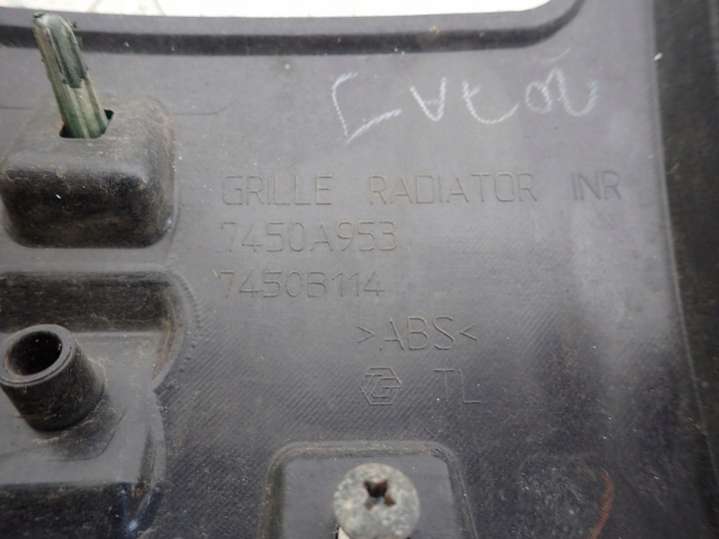 GRILLE RADIATOR INR
7450A953
7450B114
>ABS<
TL